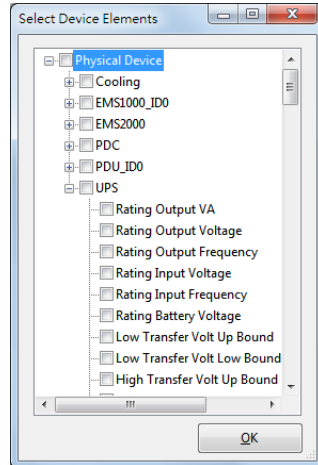 Select Device Elements
Physical Device
Cooling
EMS1000_ID0
EMS2000
PDC
PDU_ID0
UPS
Rating Output VA
Rating Output Voltage
Rating Output Frequency
Rating Input Voltage
Rating Input Frequency
Rating Battery Voltage
Low Transfer Volt Up Bound
Low Transfer Volt Low Bound
High Transfer Volt Up Bound
OK